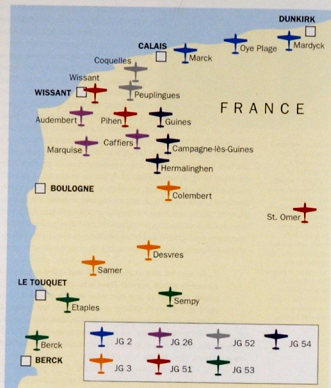 DUNKIRK
CALAIS
Oye Plage
Mardyck
Marck
Coquelles
Wissant
WISSANT
Peuplingues
FRANCE
Audembert
Pihen
Guines
Marquise
Caffiers
Campagne-lès-Guines
Hermalinghen
BOULOGNE
Colembert
St. Omer
Desvres
Samer
LE TOUQUET
Etaples
Sempy
Berck
BERCK
JG 2
JG 26
JG 52
JG 54
JG 3
JG 51
JG 53